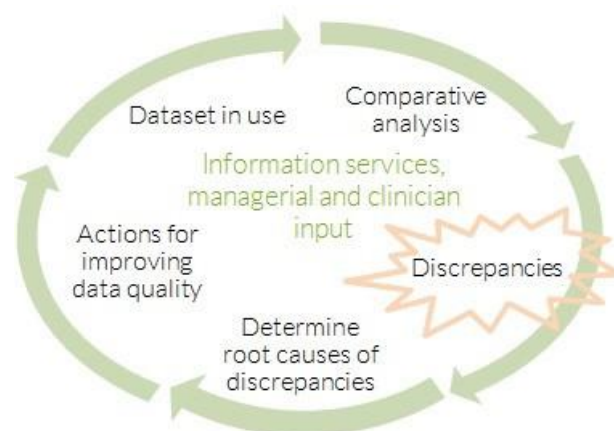 Dataset in use
Comparative
analysis
Information services,
managerial and clinician
input
Discrepancies
Actions for
improving
data quality
Determine
root causes of
discrepancies